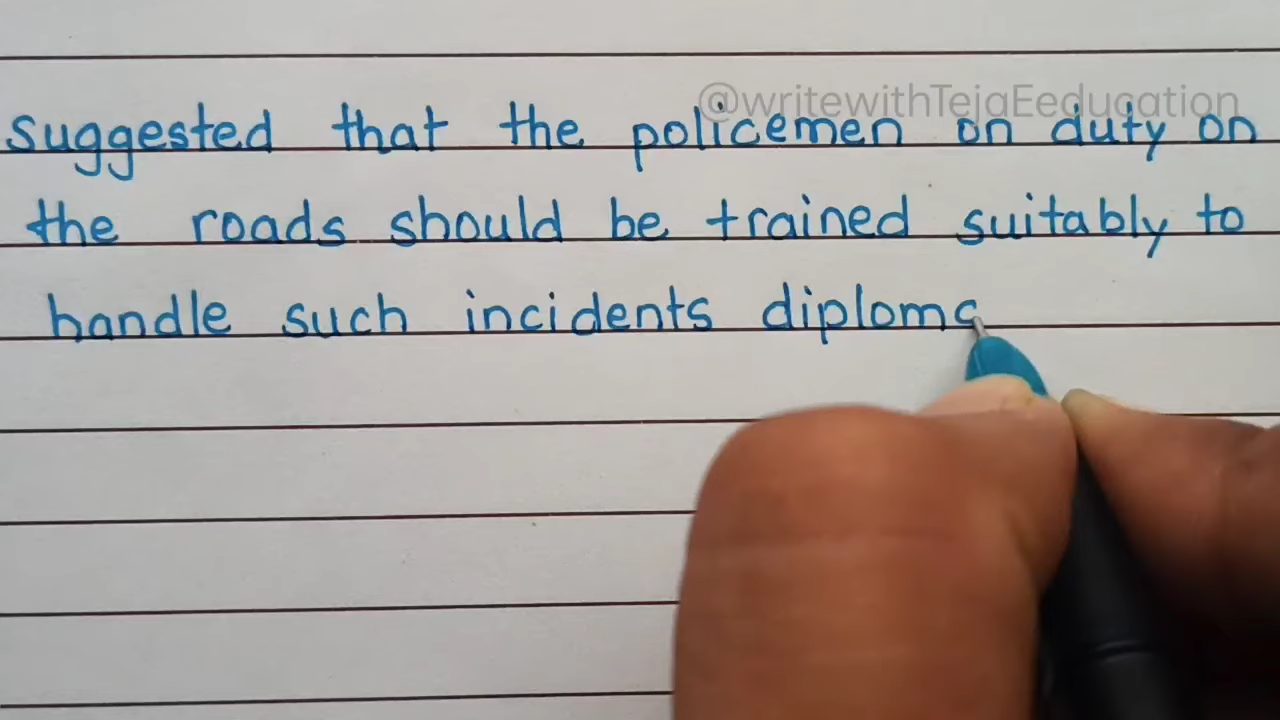 @writewithTejaEeducation
suggested that the policemen on duty on
the roads should be trained suitably to
handle such incidents diplom